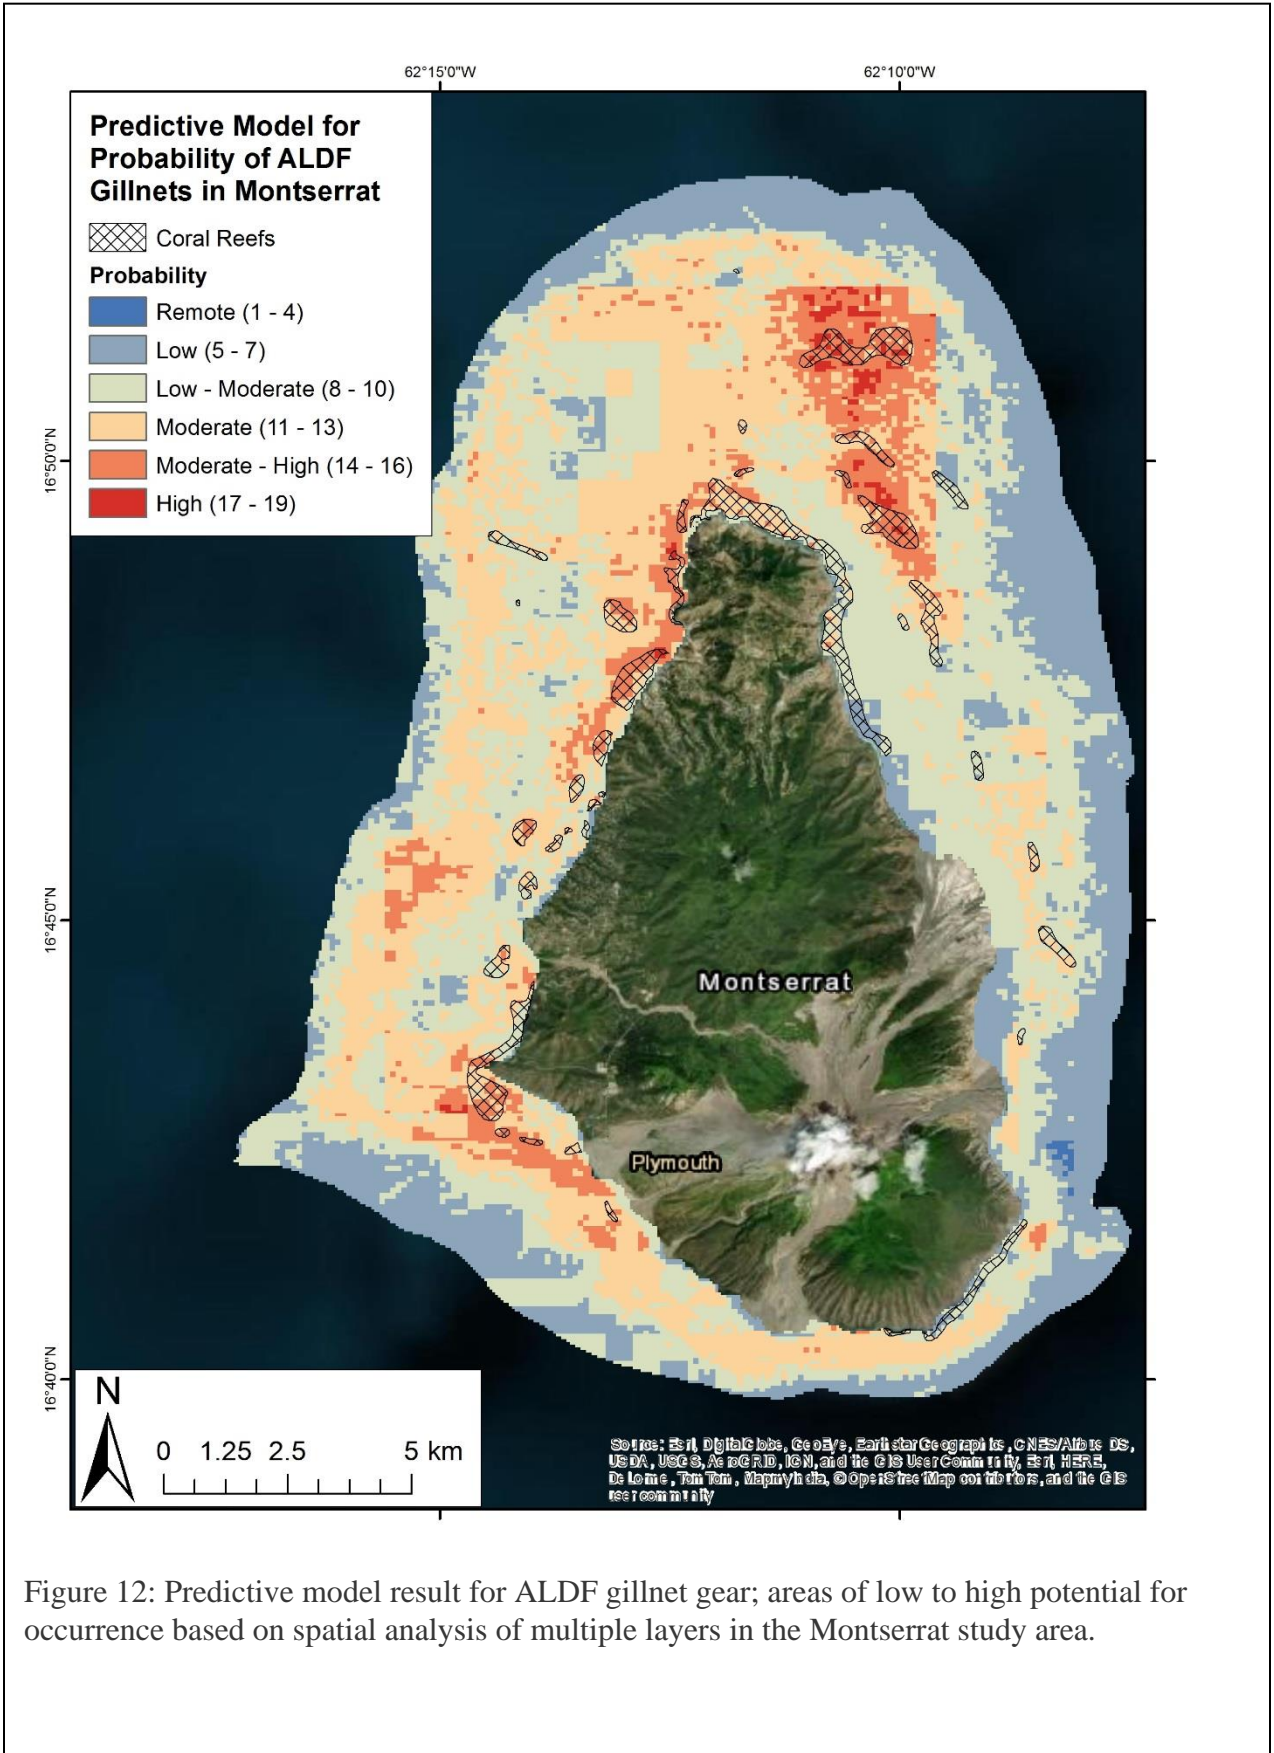 62°15'0"W
62°10'0"W
Predictive Model for
Probability of ALDF
Gillnets in Montserrat
Coral Reefs
Probability
Remote (1 - 4)
Low (5 - 7)
Low - Moderate (8 - 10)
Moderate (11 - 13)
Moderate - High (14 - 16)
High (17 - 19)
16°50'0"N
16°45'0"N
16°40'0"N
Montserrat
Plymouth
N
0 1.25 2.5 5 km
Source: Esri, DigitalGlobe, GeoEye, Earthstar Geographics, CNES/Airbus DS,
USDA, USGS, AeroGRID, IGN, and the GIS User Community, Esri, HERE,
DeLorme, TomTom, MapmyIndia, © OpenStreetMap contributors, and the GIS
user community
Figure 12: Predictive model result for ALDF gillnet gear; areas of low to high potential for
occurrence based on spatial analysis of multiple layers in the Montserrat study area.